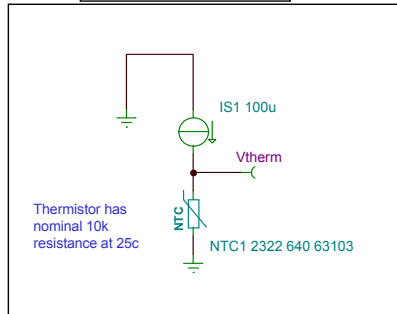 IS1 100u
Vtherm
Thermistor has
nominal 10k
resistance at 25c
NTC
NTC1 2322 640 63103